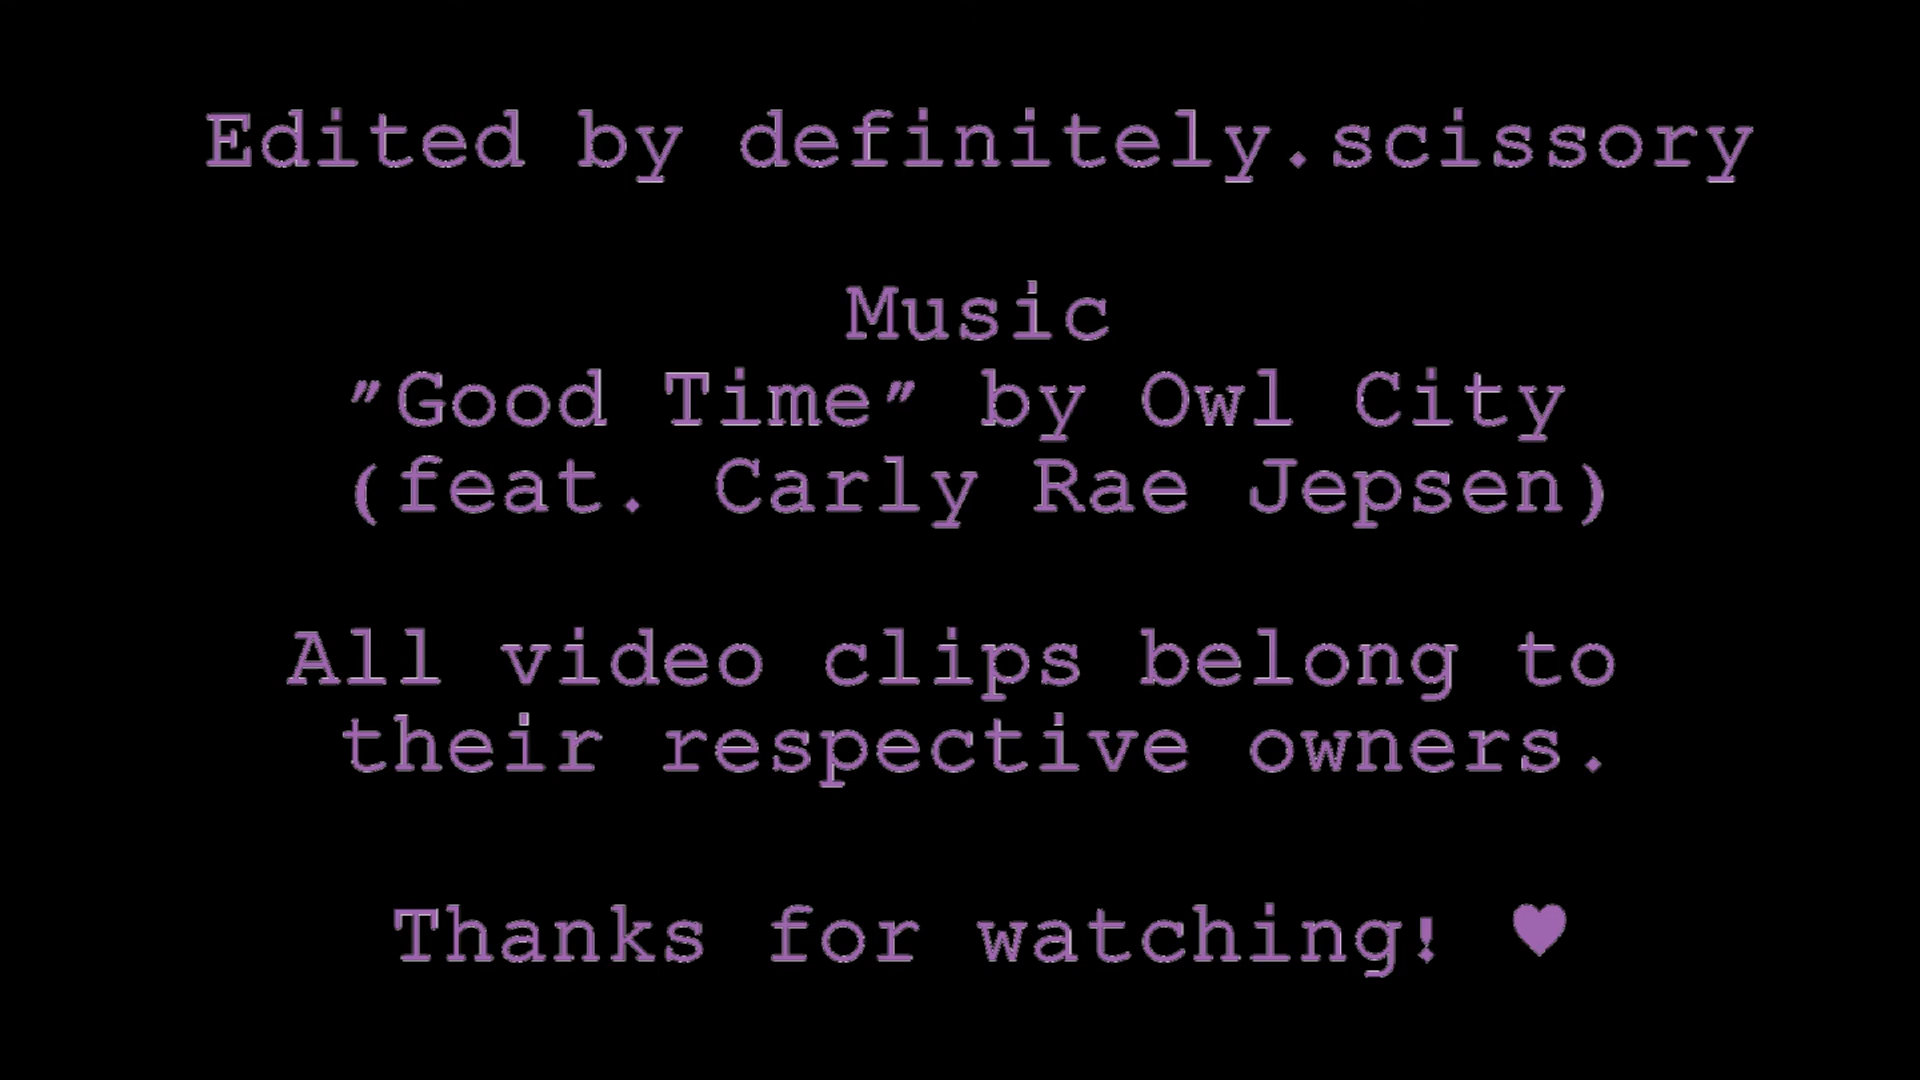 Edited by definitely.scissory
Music
"Good Time" by Owl City
(feat. Carly Rae Jepsen)
All video clips belong to
their respective owners.
Thanks for watching! ♥